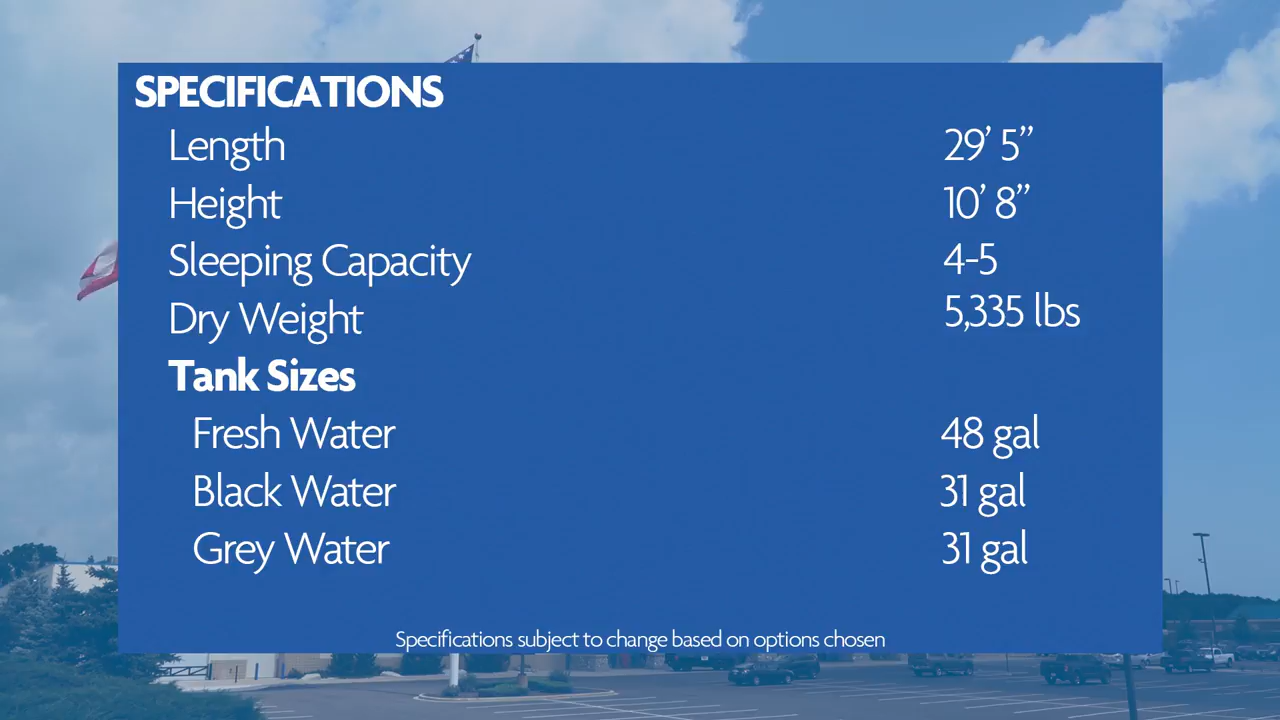 SPECIFICATIONS
Length 29’ 5”
Height 10’ 8”
Sleeping Capacity 4-5
Dry Weight 5,335 lbs
Tank Sizes
Fresh Water 48 gal
Black Water 31 gal
Grey Water 31 gal
Specifications subject to change based on options chosen